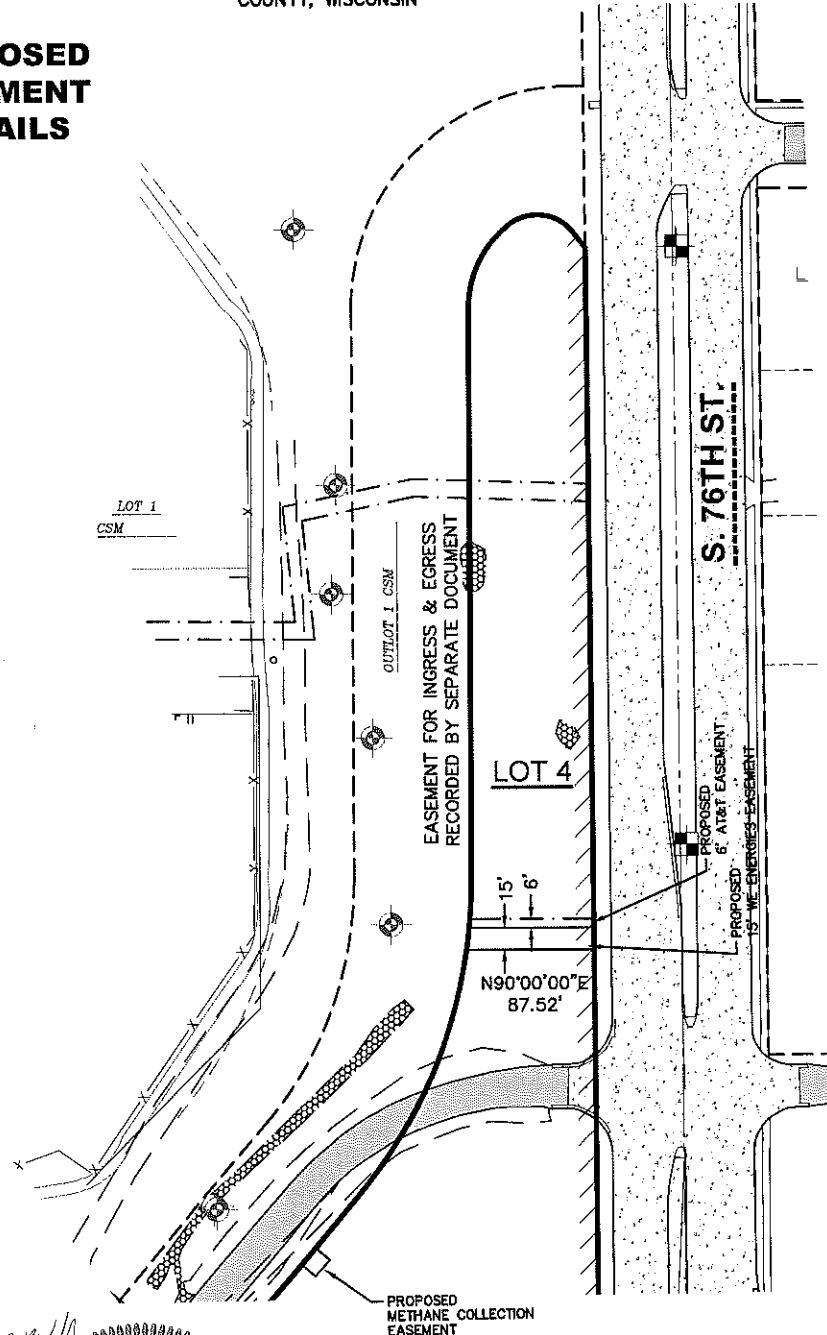 COUNTY, WISCONSIN
OSED
MENT
AILS
S. 76TH ST.
LOT 1
CSM
OUTLOT 1 CSM
EASEMENT FOR INGRESS & EGRESS
RECORDED BY SEPARATE DOCUMENT
LOT 4
PROPOSED
6' AT&T EASEMENT
PROPOSED
15' WE ENERGIES EASEMENT
15'
6'
N90°00'00"E
87.52'
PROPOSED
METHANE COLLECTION
EASEMENT